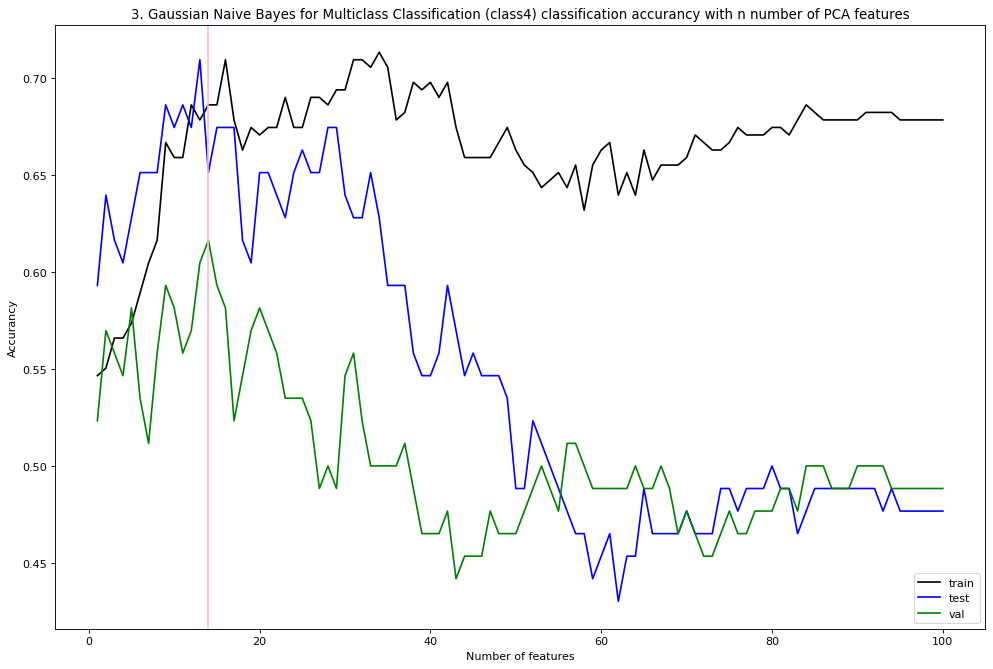 3. Gaussian Naive Bayes for Multiclass Classification (class4) classification accurancy with n number of PCA features
Accurancy
0.70
0.65
0.60
0.55
0.50
0.45
0
20
40
60
80
100
Number of features
train
test
val